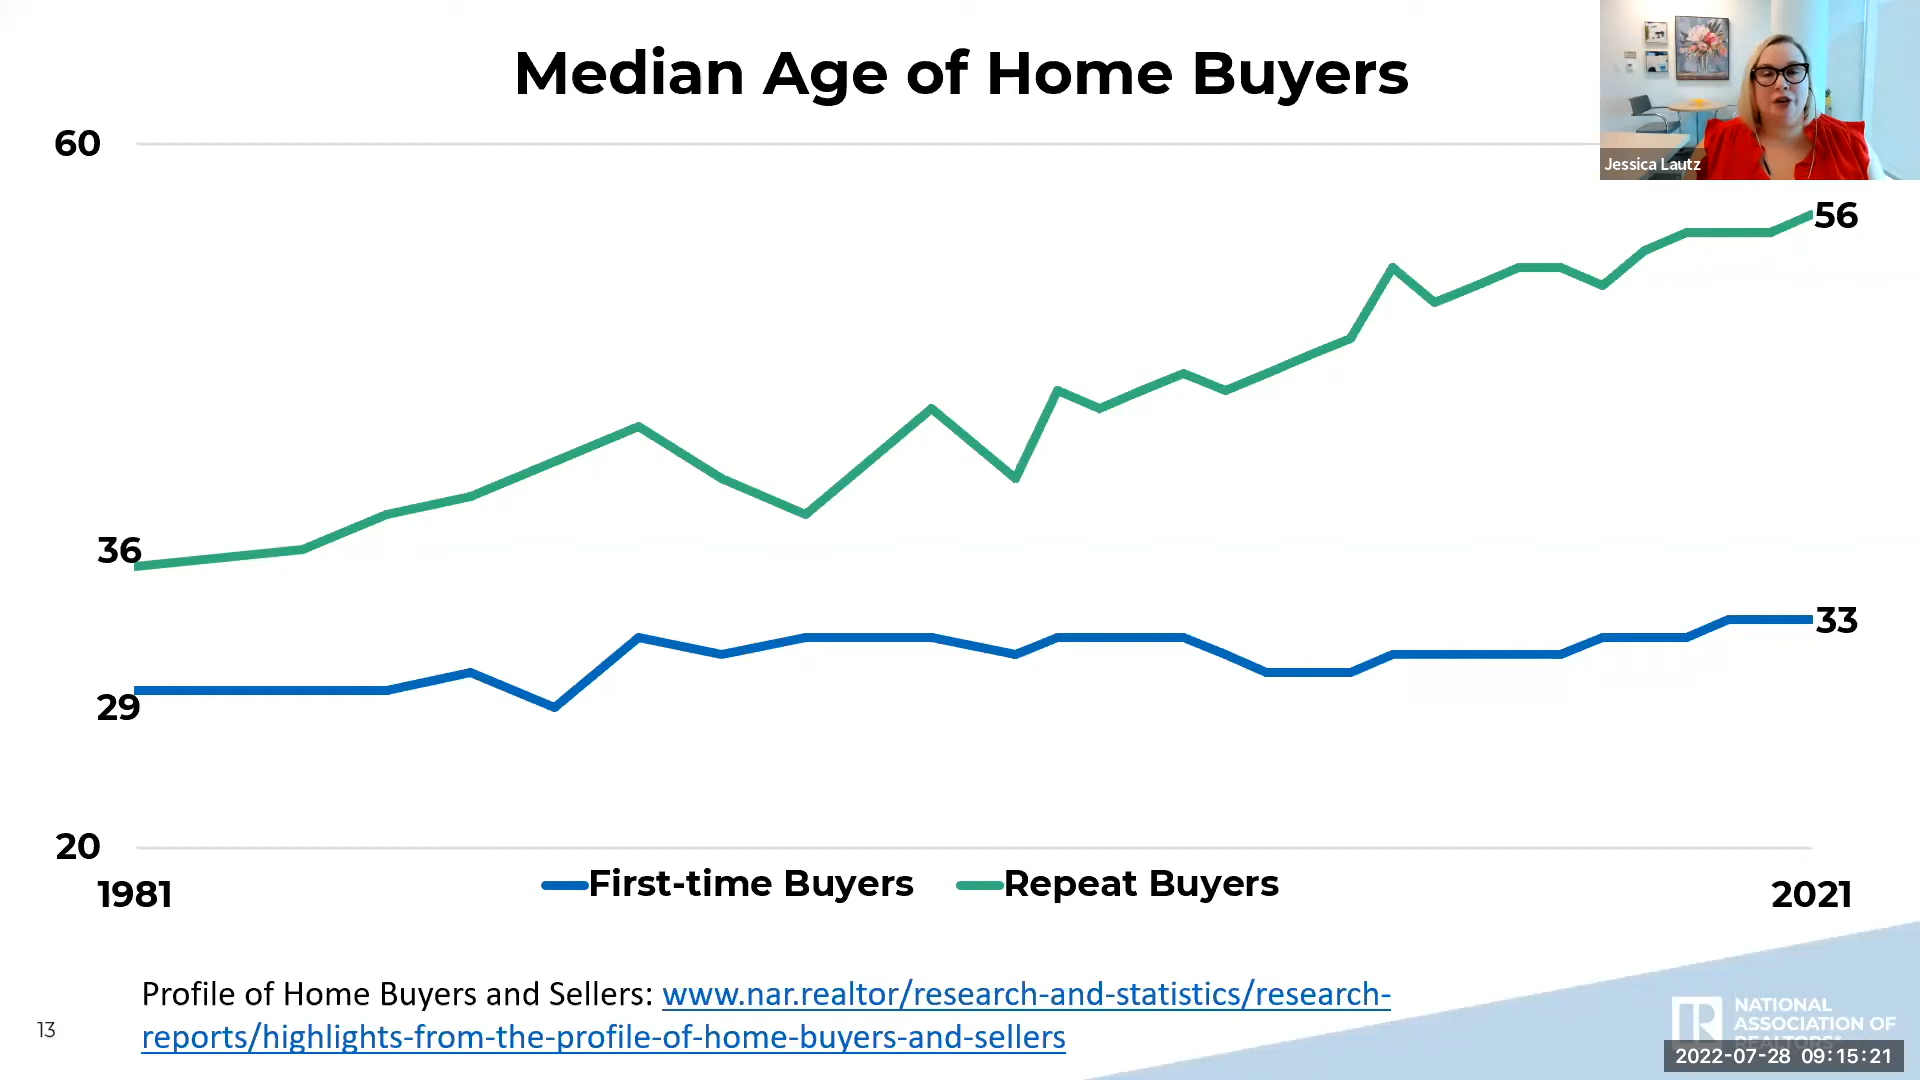 Median Age of Home Buyers
Jessica Lautz
60
56
36
33
29
20
1981
First-time Buyers
Repeat Buyers
2021
Profile of Home Buyers and Sellers: www.nar.realtor/research-and-statistics/research-
reports/highlights-from-the-profile-of-home-buyers-and-sellers
13
NATIONAL
ASSOCIATION OF
REALTORS®
2022-07-28 09:15:21